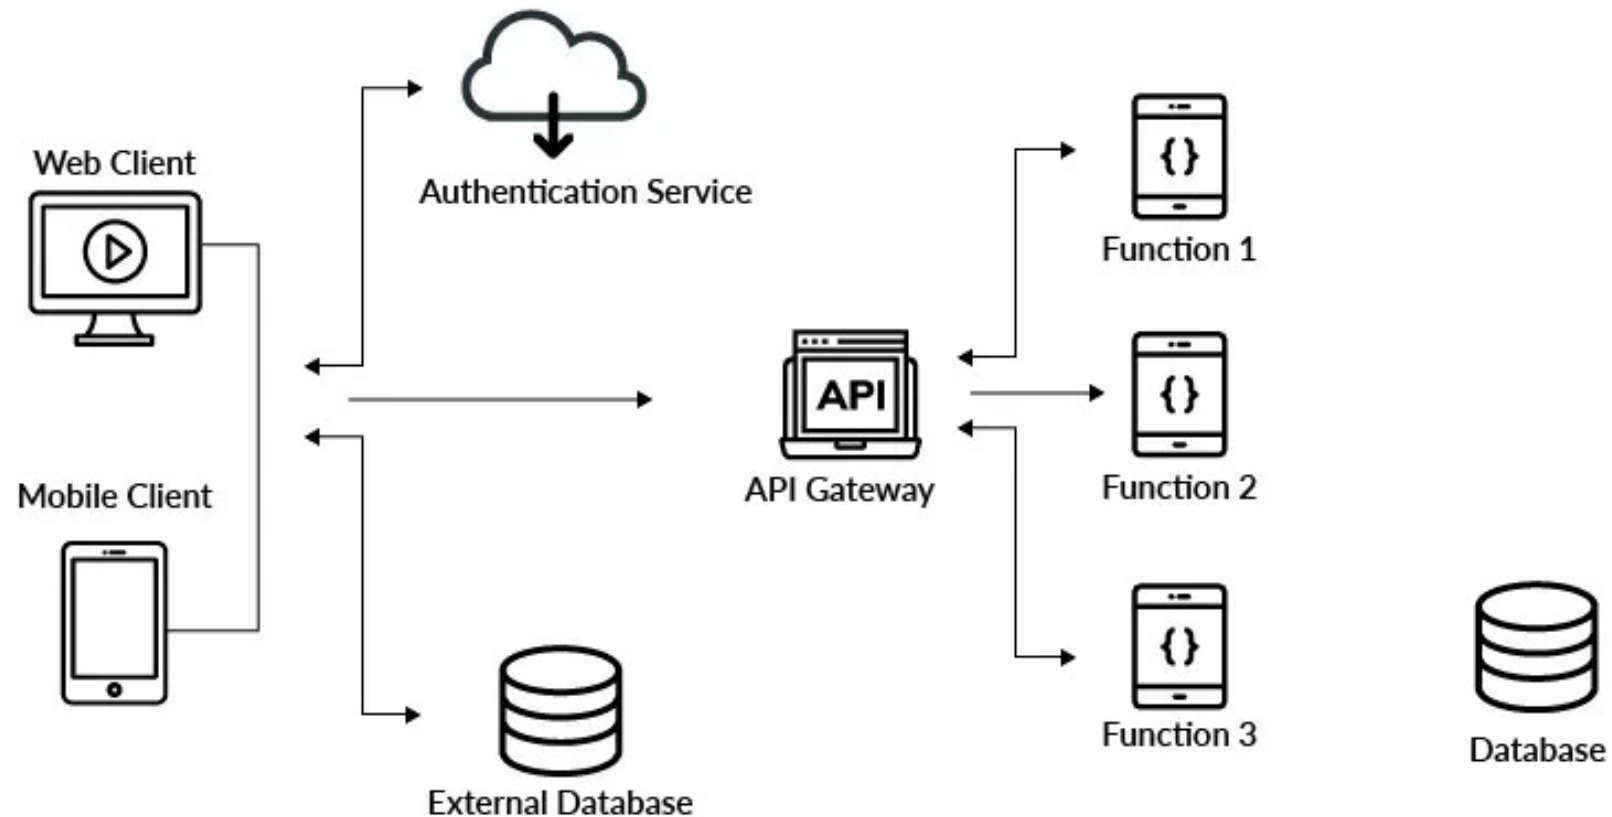 Web Client
Authentication Service
Function 1
API
Mobile Client
API Gateway
{}
{}
{}
Function 2
Function 3
Database
External Database